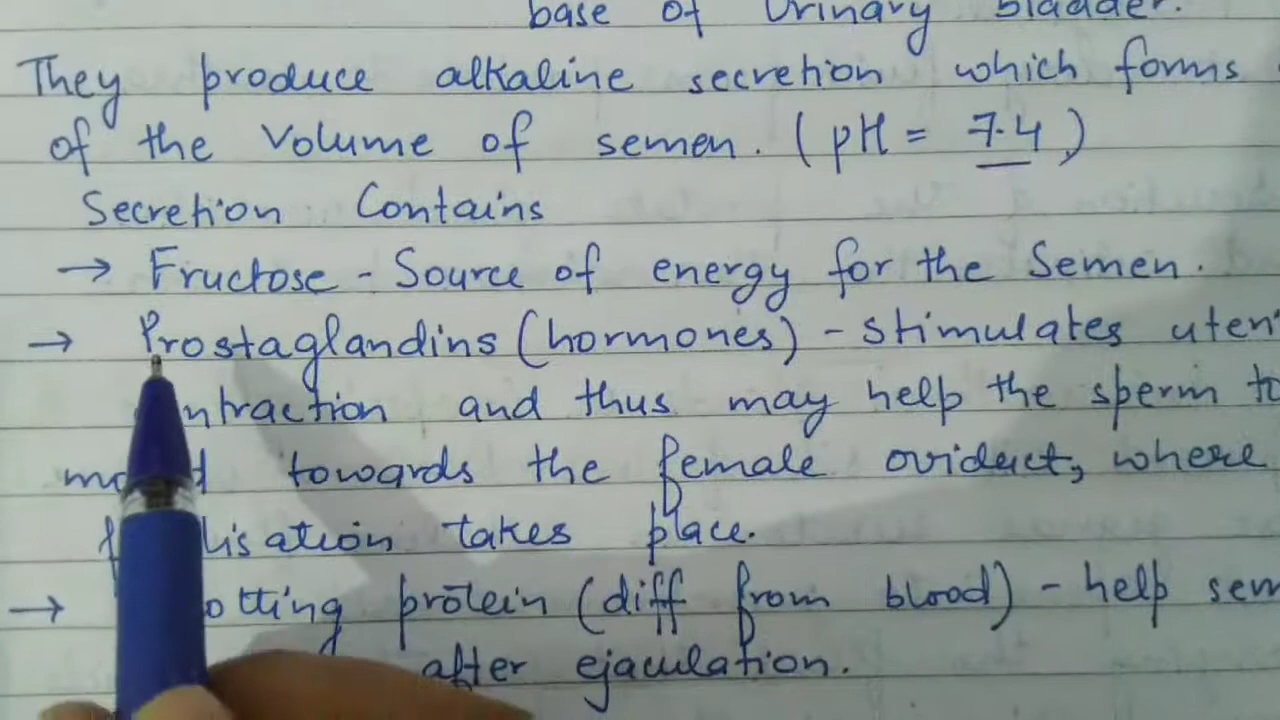 base of Urinary bladder.
They produce alkaline secretion which forms
of the Volume of semen. (pH = 7.4)
Secretion Contains
→ Fructose - Source of energy for the Semen.
→ Prostaglandins (hormones) - stimulates uteri
ntraction and thus may help the sperm to
towards the female oviduct, where
lisation takes place.
→ otting protein (diff from blood) - help sem
after ejaculation.